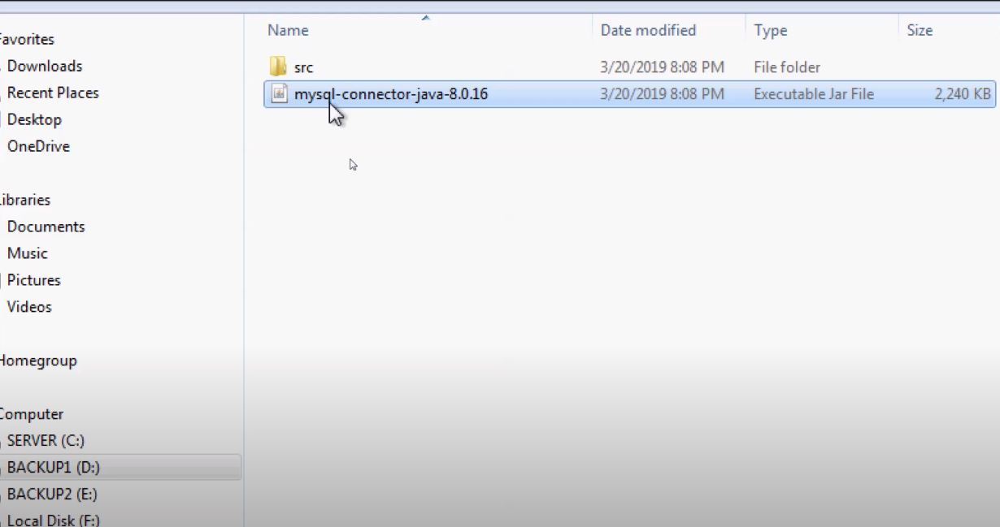 Favorites
Downloads
Recent Places
Desktop
OneDrive
Libraries
Documents
Music
Pictures
Videos
Homegroup
Computer
SERVER (C:)
BACKUP1 (D:)
BACKUP2 (E:)
Local Disk (F:)
Name Date modified Type Size
src 3/20/2019 8:08 PM File folder
mysql-connector-java-8.0.16 3/20/2019 8:08 PM Executable Jar File 2,240 KB